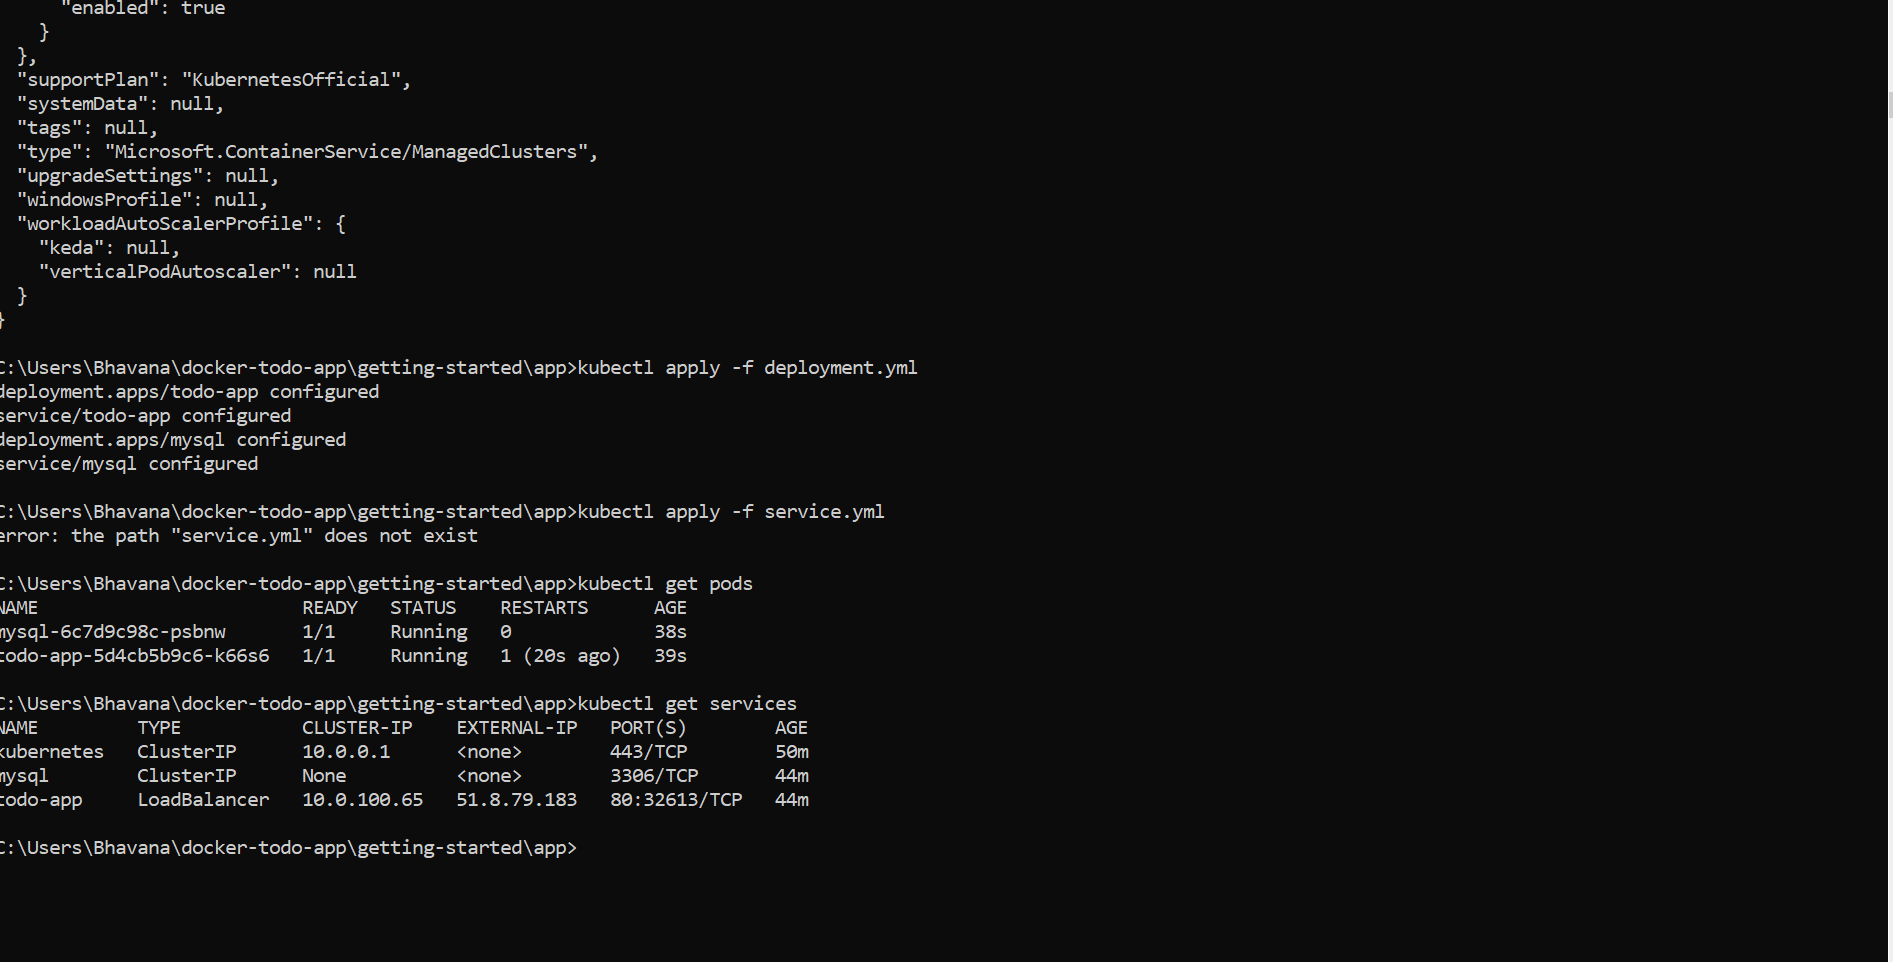 "enabled": true
}
},
"supportPlan": "KubernetesOfficial",
"systemData": null,
"tags": null,
"type": "Microsoft.ContainerService/ManagedClusters",
"upgradeSettings": null,
"windowsProfile": null,
"workloadAutoScalerProfile": {
"keda": null,
"verticalPodAutoscaler": null
}
}
C:\Users\Bhavana\docker-todo-app\getting-started\app>kubectl apply -f deployment.yml
deployment.apps/todo-app configured
service/todo-app configured
deployment.apps/mysql configured
service/mysql configured
C:\Users\Bhavana\docker-todo-app\getting-started\app>kubectl apply -f service.yml
error: the path "service.yml" does not exist
C:\Users\Bhavana\docker-todo-app\getting-started\app>kubectl get pods
NAME READY STATUS RESTARTS AGE
mysql-6c7d9c98c-psbnw 1/1 Running 0 38s
todo-app-5d4cb5b9c6-k66s6 1/1 Running 1 (20s ago) 39s
C:\Users\Bhavana\docker-todo-app\getting-started\app>kubectl get services
NAME TYPE CLUSTER-IP EXTERNAL-IP PORT(S) AGE
kubernetes ClusterIP 10.0.0.1 <none> 443/TCP 50m
mysql ClusterIP None <none> 3306/TCP 44m
todo-app LoadBalancer 10.0.100.65 51.8.79.183 80:32613/TCP 44m
C:\Users\Bhavana\docker-todo-app\getting-started\app>